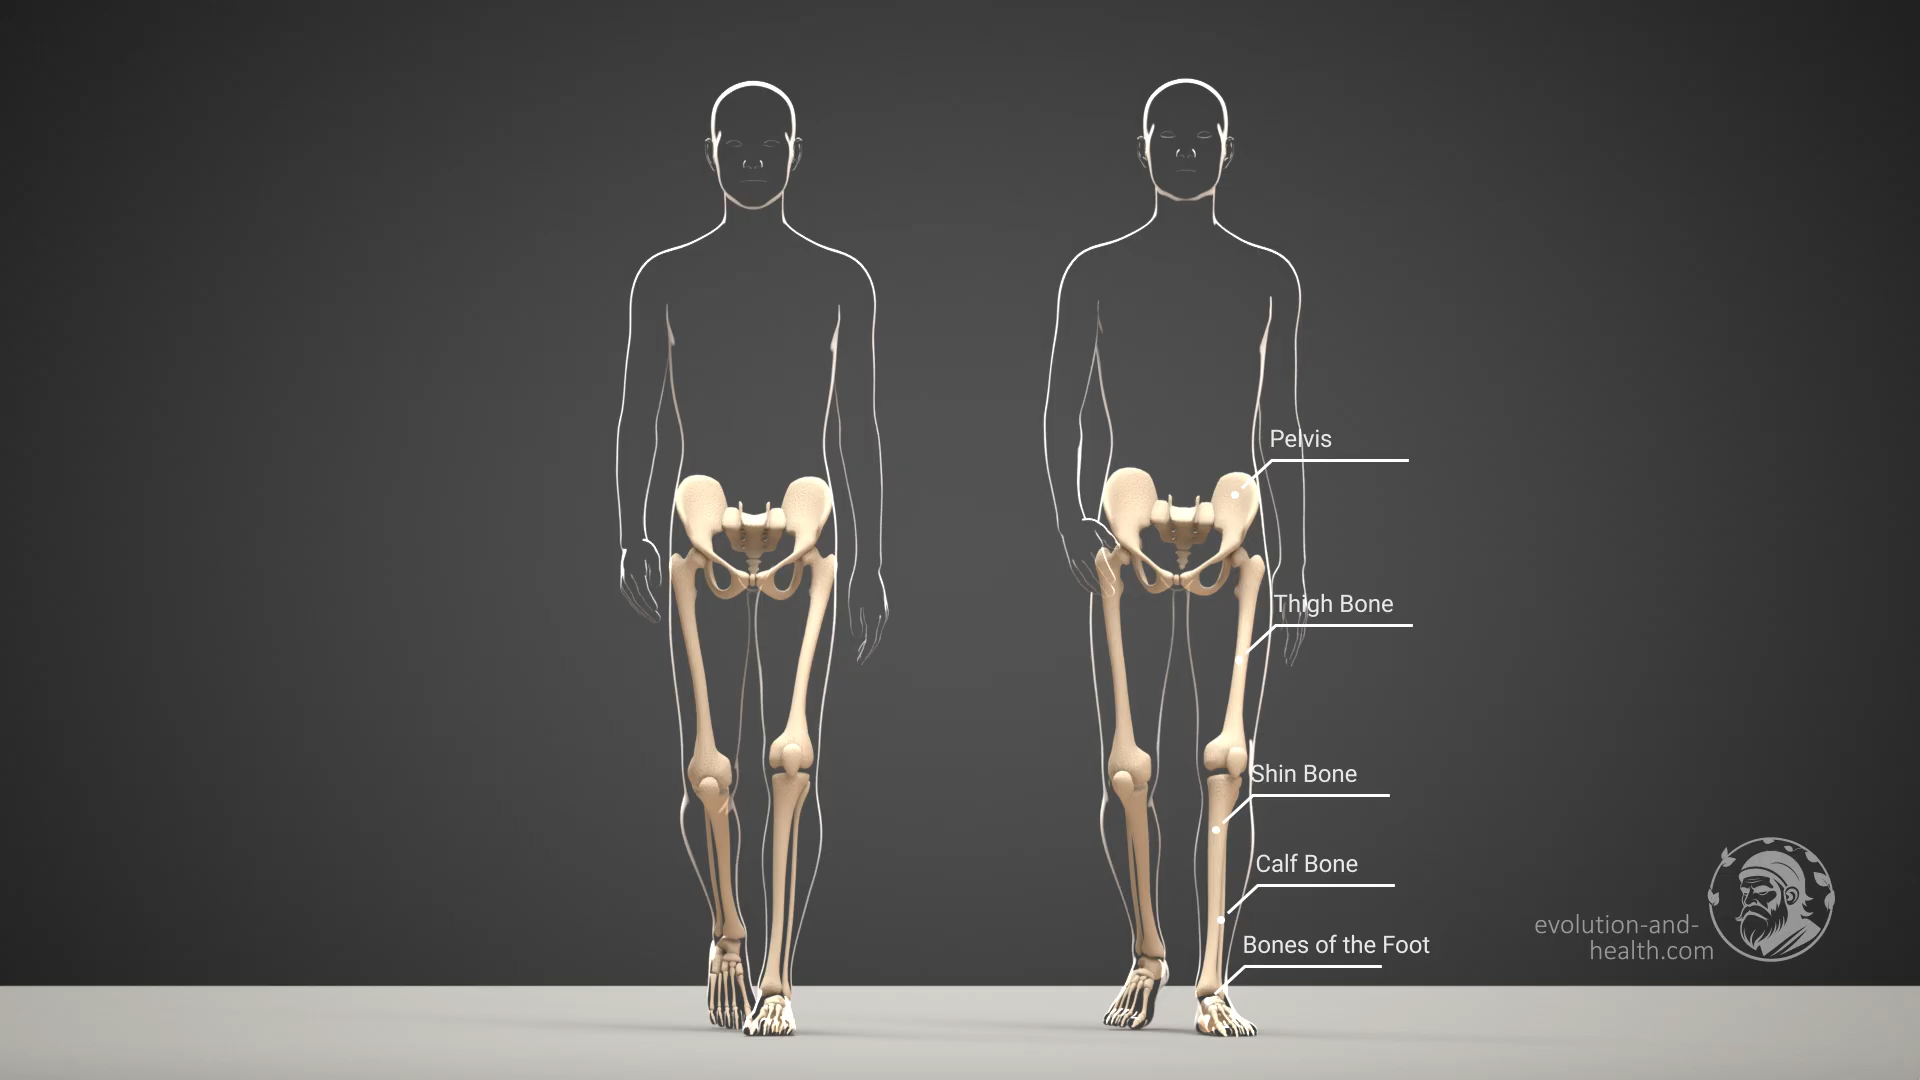 Pelvis
Thigh Bone
Shin Bone
Calf Bone
Bones of the Foot
evolution-and-
health.com